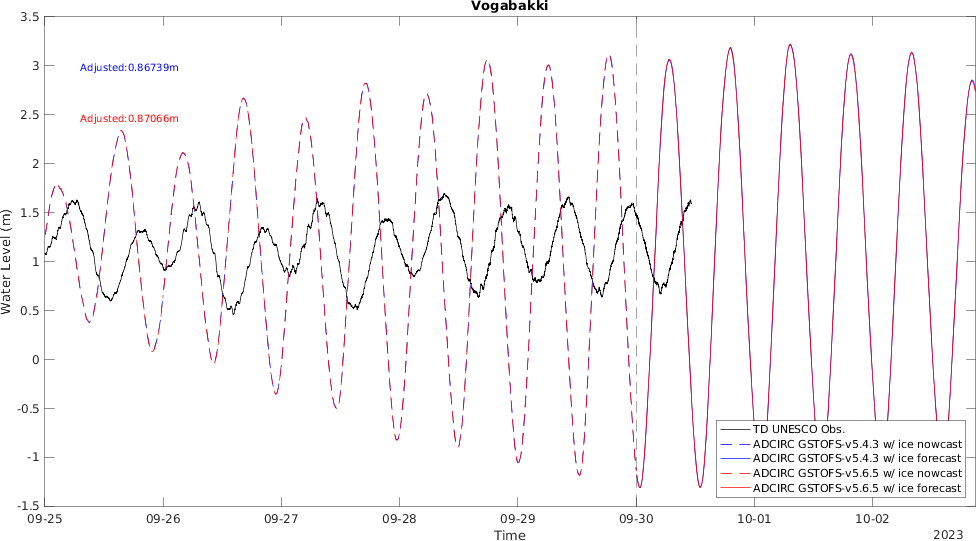 Vogabakki
3.5
3
2.5
2
1.5
1
0.5
0
-0.5
-1
-1.5
Water Level (m)
Adjusted:0.86739m
Adjusted:0.87066m
TD UNESCO Obs.
ADCIRC GSTOFS-v5.4.3 w/ ice nowcast
ADCIRC GSTOFS-v5.4.3 w/ ice forecast
ADCIRC GSTOFS-v5.6.5 w/ ice nowcast
ADCIRC GSTOFS-v5.6.5 w/ ice forecast
09-25 09-26 09-27 09-28 09-29 09-30 10-01 10-02
Time
2023